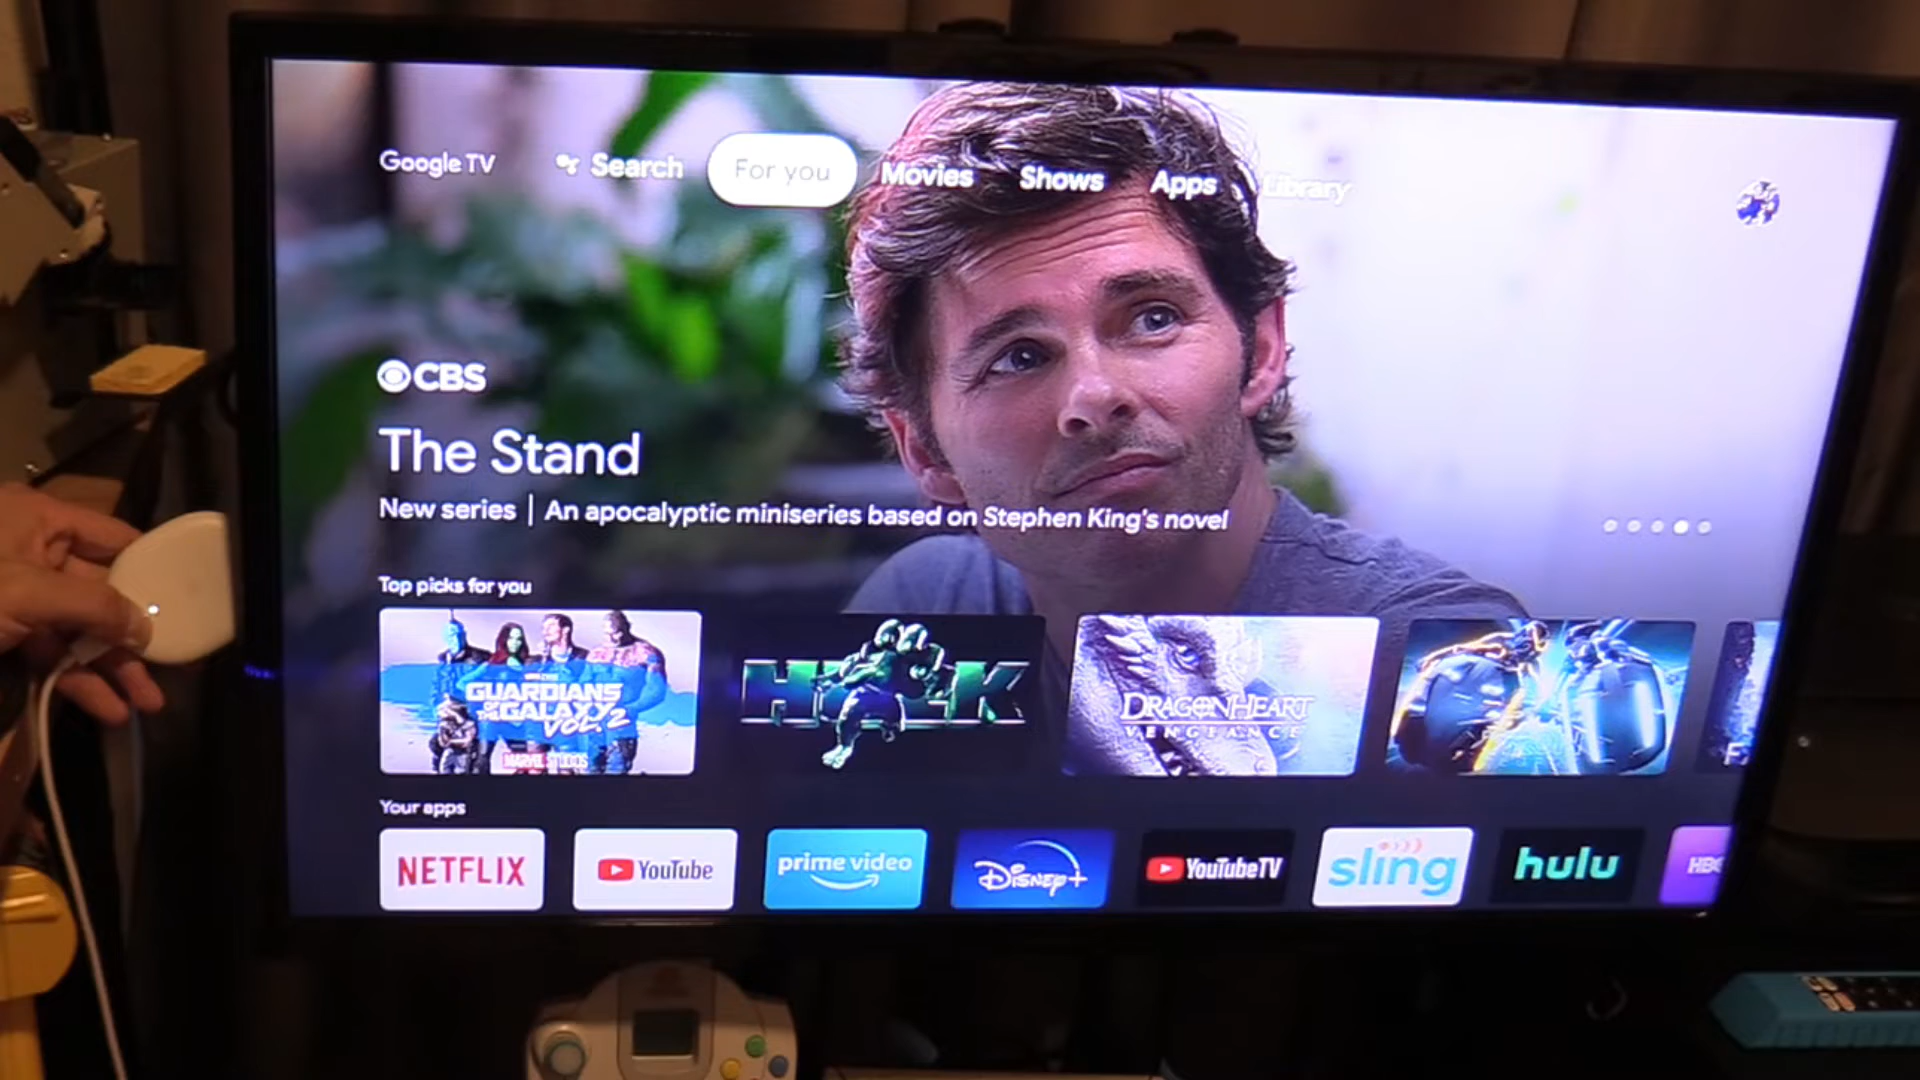 Google TV Search For you Movies Shows Apps Library
CBS
The Stand
New series | An apocalyptic miniseries based on Stephen King's novel
Top picks for you
GUARDIANS
OF THE GALAXY
VOL. 2
MARVEL STUDIOS
HULK
DRAGONHEART
VENGEANCE
Your apps
NETFLIX YouTube prime video Disney+ YouTubeTV sling hulu HBO